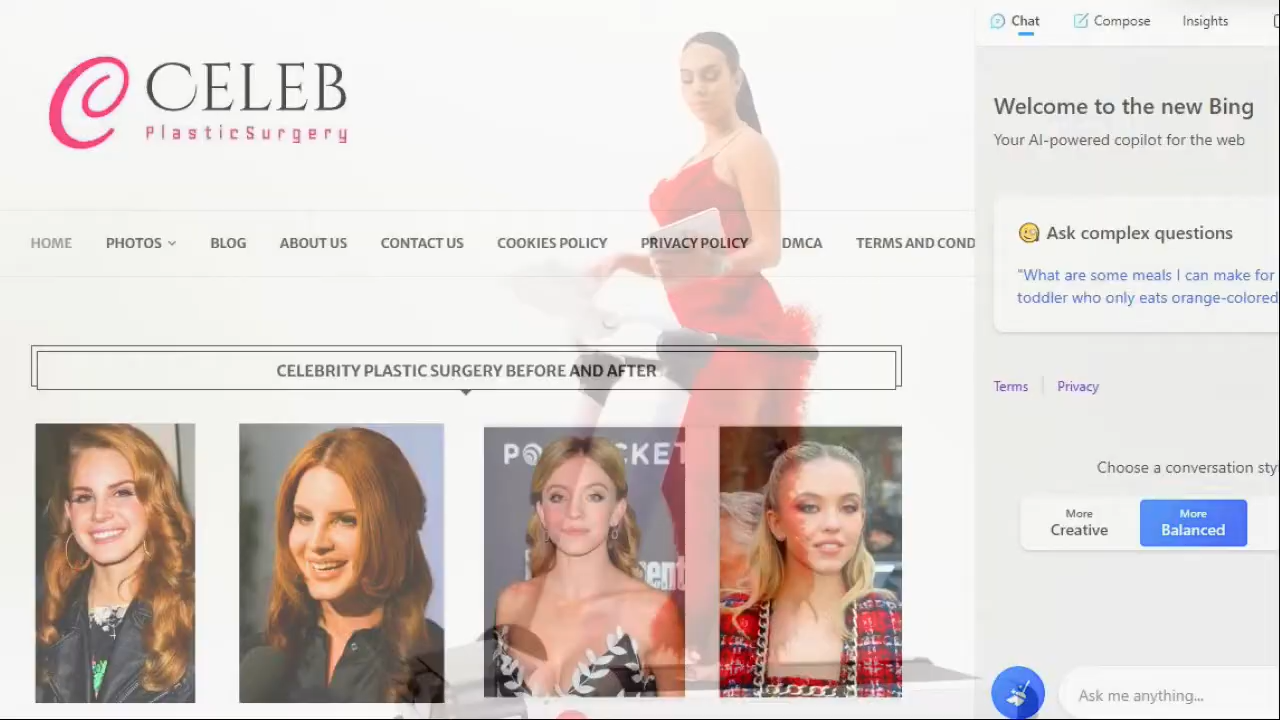 CELEB
PlasticSurgery
HOME PHOTOS BLOG ABOUT US CONTACT US COOKIES POLICY PRIVACY POLICY DMCA TERMS AND COND
CELEBRITY PLASTIC SURGERY BEFORE AND AFTER
Chat Compose Insights
Welcome to the new Bing
Your AI-powered copilot for the web
Ask complex questions
"What are some meals I can make for
toddler who only eats orange-colored
Terms Privacy
Choose a conversation sty
More
Creative
More
Balanced
Ask me anything...